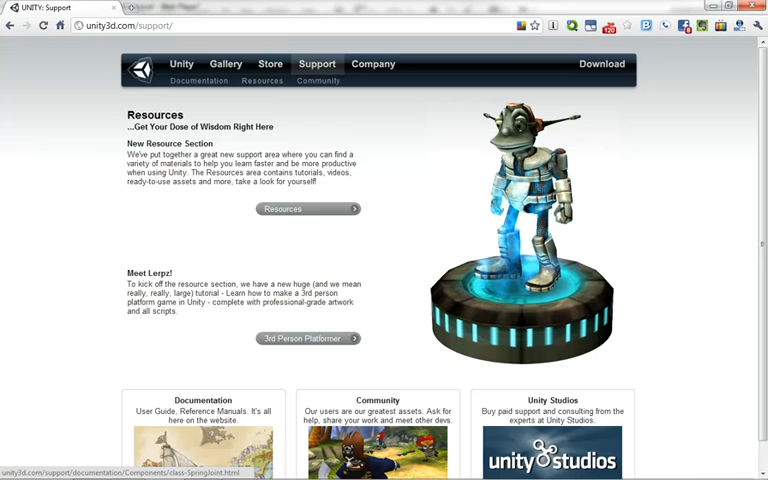 UNITY: Support
unity3d.com/support/
120
6
Unity Gallery Store Support Company Download
Documentation Resources Community
Resources
...Get Your Dose of Wisdom Right Here
New Resource Section
We've put together a great new support area where you can find a
variety of materials to help you learn faster and be more productive
when using Unity. The Resources area contains tutorials, videos,
ready-to-use assets and more, take a look for yourself!
Resources
Meet Lerpz!
To kick off the resource section, we have a new huge (and we mean
really, really, large) tutorial - Learn how to make a 3rd person
platform game in Unity - complete with professional-grade artwork
and all scripts.
3rd Person Platformer
Documentation
User Guide, Reference Manuals. It's all
here on the website.
Community
Our users are our greatest assets. Ask for
help, share your work and meet other devs.
Unity Studios
Buy paid support and consulting from the
experts at Unity Studios.
unity studios
unity3d.com/support/documentation/Components/class-SpringJoint.html